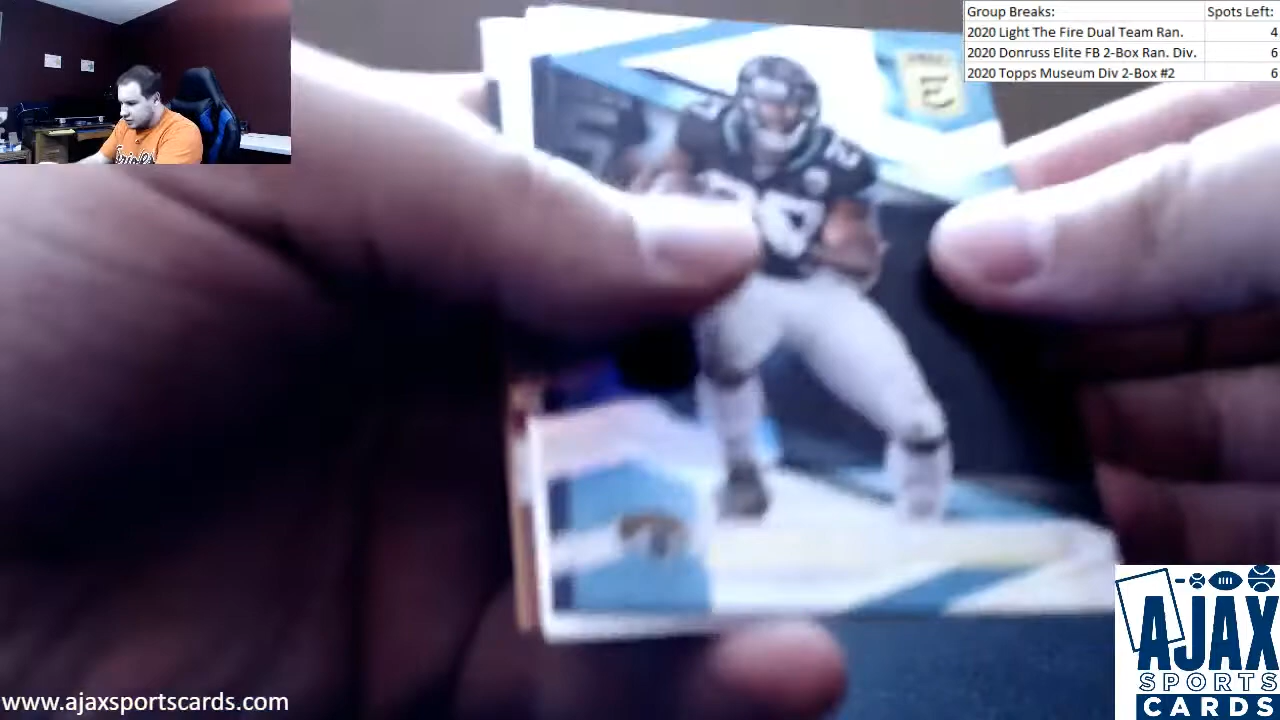 Group Breaks: Spots Left:
2020 Light The Fire Dual Team Ran. 4
2020 Donruss Elite FB 2-Box Ran. Div. 6
2020 Topps Museum Div 2-Box #2 6
20
E
AJAX
SPORTS
CARDS
www.ajaxsportscards.com